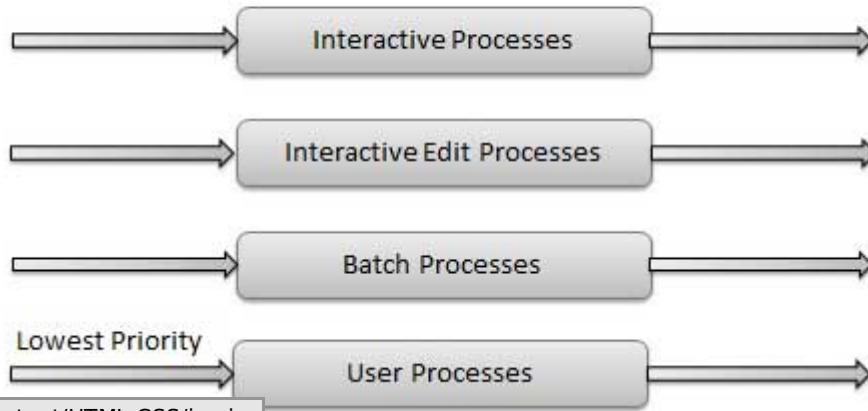 Interactive Processes
Interactive Edit Processes
Batch Processes
Lowest Priority
User Processes